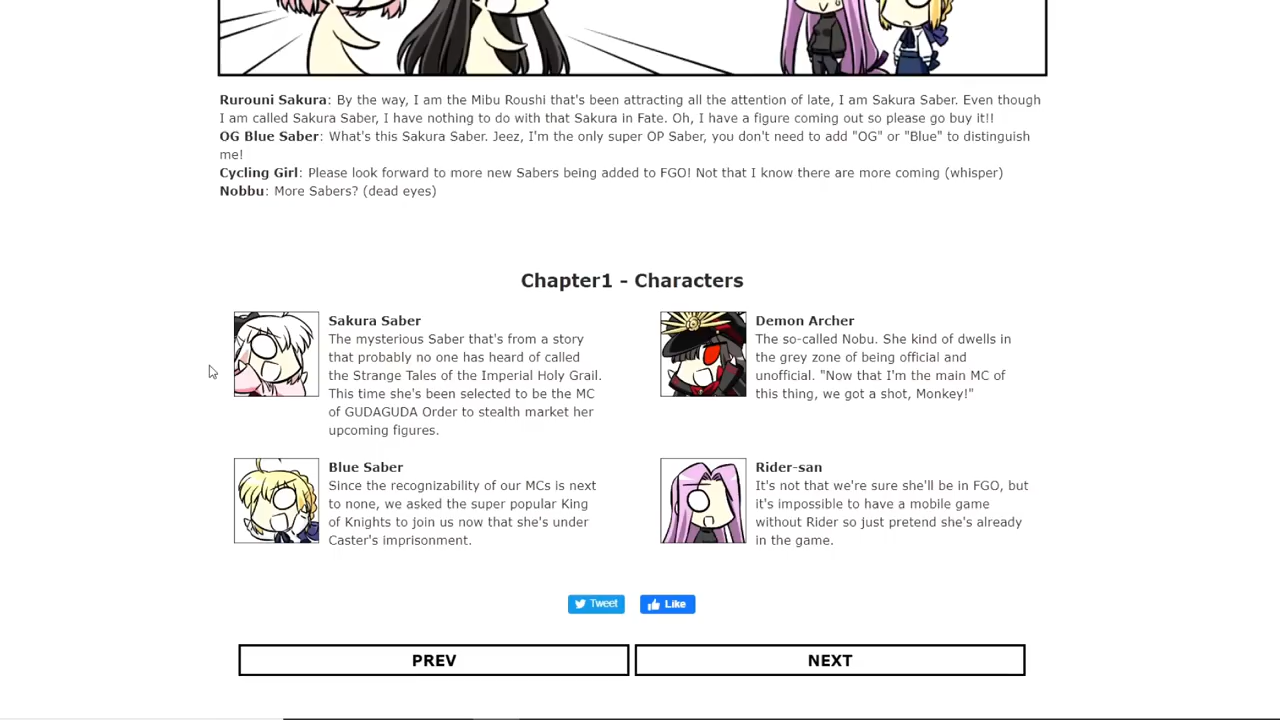 Rurouni Sakura: By the way, I am the Mibu Roushi that's been attracting all the attention of late, I am Sakura Saber. Even though
I am called Sakura Saber, I have nothing to do with that Sakura in Fate. Oh, I have a figure coming out so please go buy it!!
OG Blue Saber: What's this Sakura Saber. Jeez, I'm the only super OP Saber, you don't need to add "OG" or "Blue" to distinguish
me!
Cycling Girl: Please look forward to more new Sabers being added to FGO! Not that I know there are more coming (whisper)
Nobbu: More Sabers? (dead eyes)
Chapter1 - Characters
Sakura Saber
The mysterious Saber that's from a story
that probably no one has heard of called
the Strange Tales of the Imperial Holy Grail.
This time she's been selected to be the MC
of GUDAGUDA Order to stealth market her
upcoming figures.
Demon Archer
The so-called Nobu. She kind of dwells in
the grey zone of being official and
unofficial. "Now that I'm the main MC of
this thing, we got a shot, Monkey!"
Blue Saber
Since the recognizability of our MCs is next
to none, we asked the super popular King
of Knights to join us now that she's under
Caster's imprisonment.
Rider-san
It's not that we're sure she'll be in FGO, but
it's impossible to have a mobile game
without Rider so just pretend she's already
in the game.
Tweet
Like
PREV
NEXT